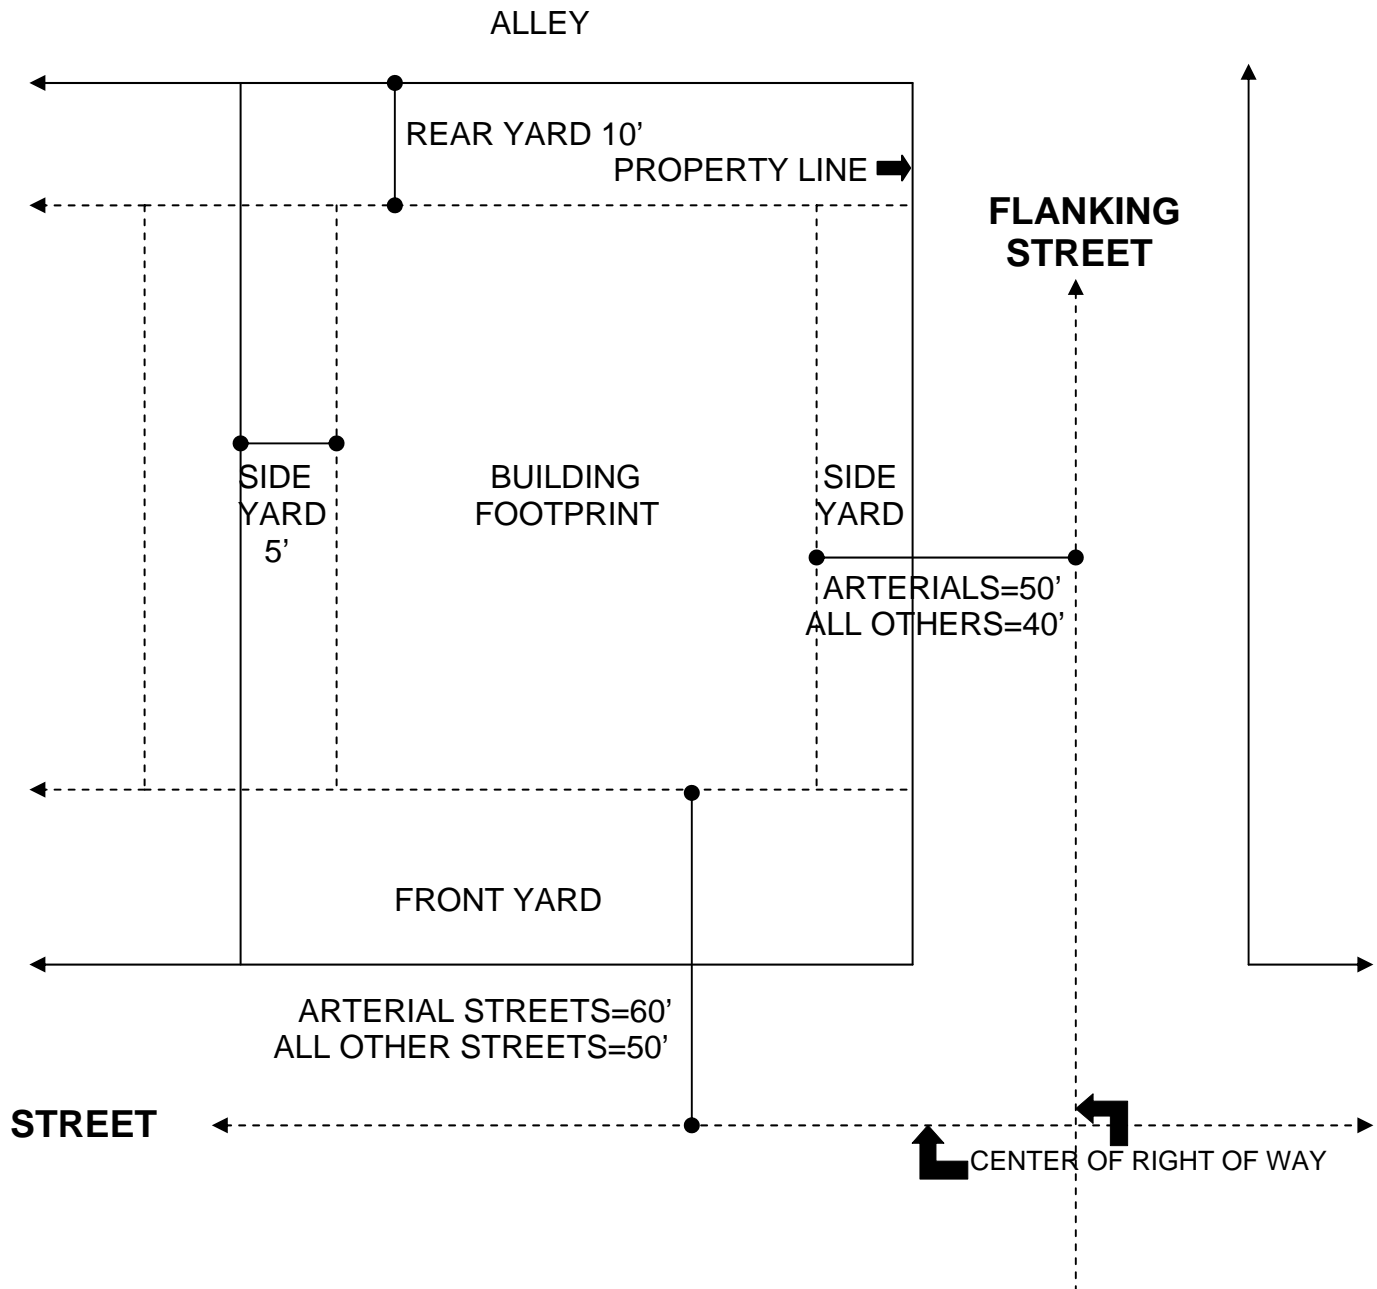 ALLEY
REAR YARD 10’
PROPERTY LINE
FLANKING
STREET
SIDE
YARD
5’
BUILDING
FOOTPRINT
SIDE
YARD
ARTERIALS=50’
ALL OTHERS=40’
FRONT YARD
ARTERIAL STREETS=60’
ALL OTHER STREETS=50’
STREET
CENTER OF RIGHT OF WAY